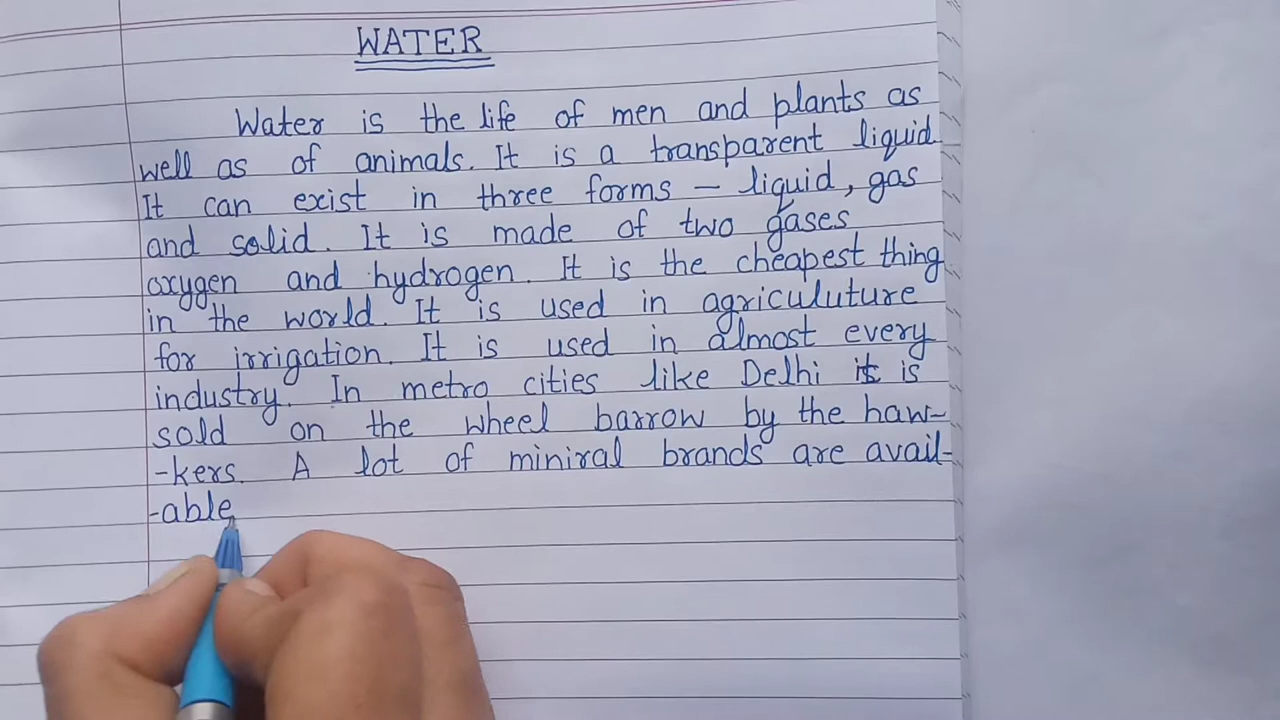 WATER
Water is the life of men and plants as
well as of animals. It is a transparent liquid
It can exist in three forms – liquid, gas
and solid. It is made of two gases
oxygen and hydrogen. It is the cheapest thing
in the world. It is used in agriculuture
for irrigation. It is used in almost every
industry. In metro cities like Delhi it is
sold on the wheel barrow by the haw-
-kers. A lot of miniral brands are avail-
-able